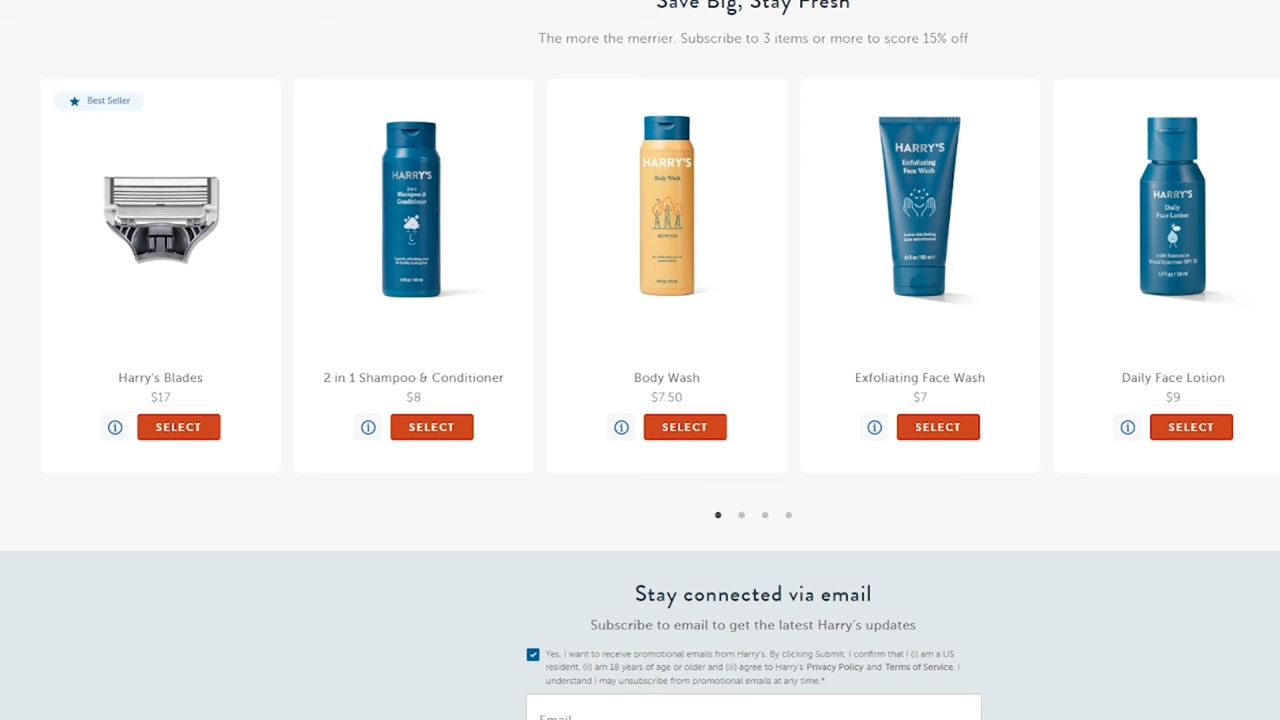 Save Big, Stay Fresh
The more the merrier. Subscribe to 3 items or more to score 15% off
Best Seller
HARRY'S
2 in 1
Shampoo &
Conditioner
HARRY'S
Body Wash
REDWOOD
HARRY'S
Exfoliating
Face Wash
HARRY'S
Daily
Face Lotion
Broad Spectrum SPF 15
Harry's Blades
$17
SELECT
2 in 1 Shampoo & Conditioner
$8
SELECT
Body Wash
$7.50
SELECT
Exfoliating Face Wash
$7
SELECT
Daily Face Lotion
$9
SELECT
Stay connected via email
Subscribe to email to get the latest Harry's updates
Yes, I want to receive promotional emails from Harry's. By clicking Submit, I confirm that I (i) am a US
resident, (ii) am 18 years of age or older and (iii) agree to Harry's Privacy Policy and Terms of Service. I
understand I may unsubscribe from promotional emails at any time.*
Email